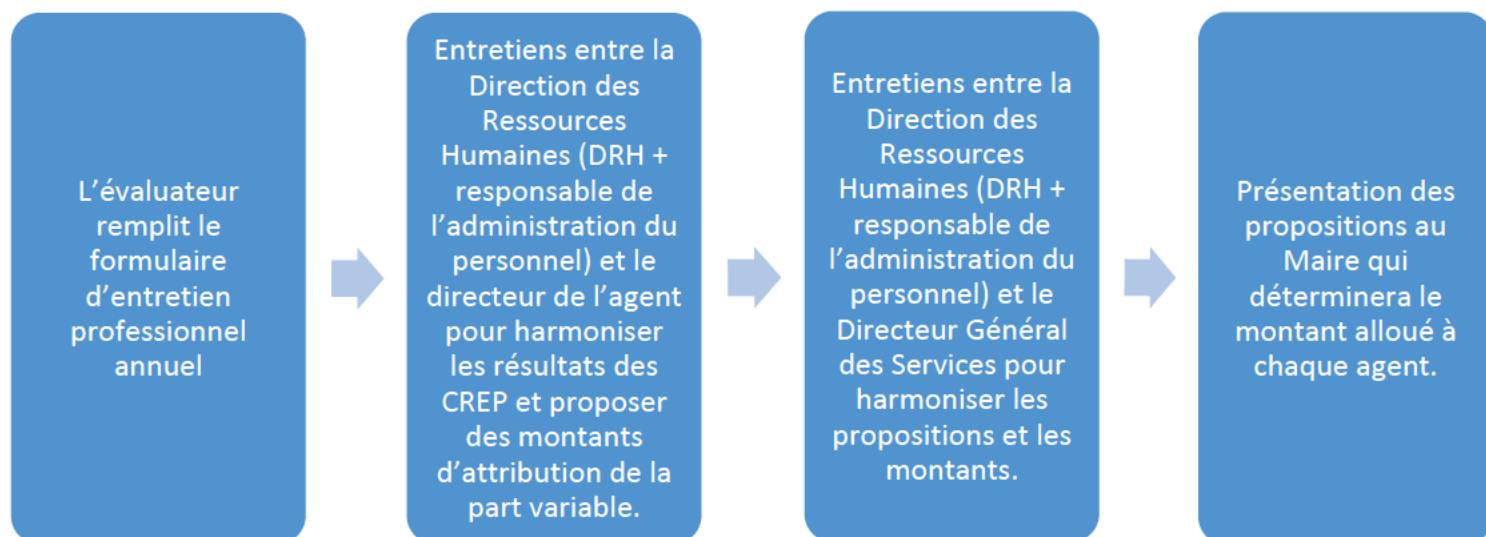 L’évaluateur
remplit le
formulaire
d’entretien
professionnel
annuel
Entretiens entre la
Direction des
Ressources
Humaines (DRH +
responsable de
l’administration du
personnel) et le
directeur de l’agent
pour harmoniser
les résultats des
CREP et proposer
des montants
d’attribution de la
part variable.
Entretiens entre la
Direction des
Ressources
Humaines (DRH +
responsable de
l’administration du
personnel) et le
Directeur Général
des Services pour
harmoniser les
propositions et les
montants.
Présentation des
propositions au
Maire qui
déterminera le
montant alloué à
chaque agent.